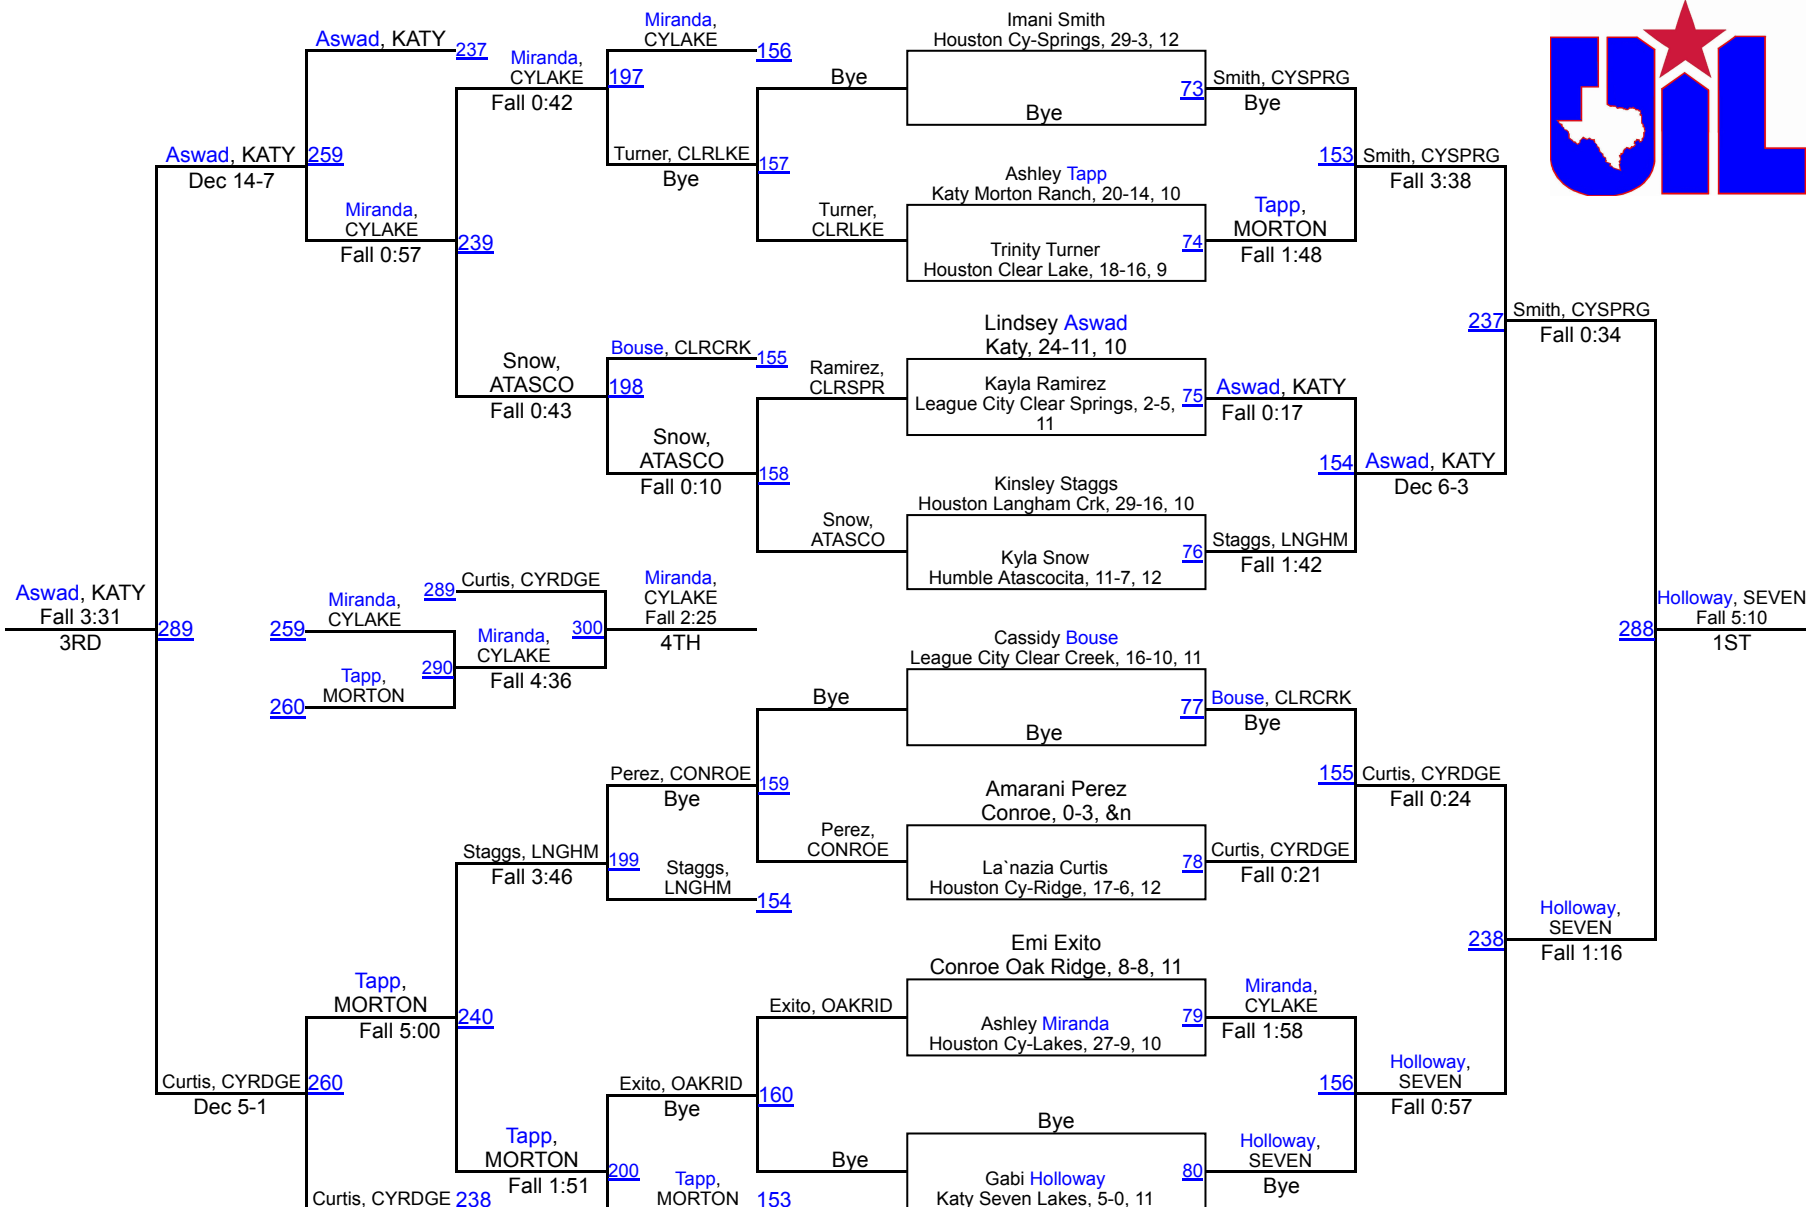 Aswad, KATY
237
Miranda,
CYLAKE
Fall 0:42
197
Miranda,
CYLAKE
156
Turner, CLRLKE
Bye
157
Aswad, KATY
Dec 14-7
259
Miranda,
CYLAKE
Fall 0:57
239
Snow,
ATASCO
Fall 0:43
Bouse, CLRCRK
155
198
Snow,
ATASCO
Fall 0:10
158
Aswad, KATY
Fall 3:31
3RD
289
259
Miranda,
CYLAKE
260
Tapp,
MORTON
290
289
Curtis, CYRDGE
Miranda,
CYLAKE
Fall 4:36
300
Miranda,
CYLAKE
Fall 2:25
4TH
Perez, CONROE
Bye
159
Staggs, LNGHM
Fall 3:46
199
Staggs,
LNGHM
154
Tapp,
MORTON
Fall 5:00
240
Curtis, CYRDGE
Dec 5-1
260
Exito, OAKRID
Bye
160
Tapp,
MORTON
Fall 1:51
200
Tapp,
MORTON
153
Curtis, CYRDGE
238
Bye
Imani Smith
Houston Cy-Springs, 29-3, 12
Bye
73
Smith, CYSPRG
Bye
Turner,
CLRLKE
Ashley Tapp
Katy Morton Ranch, 20-14, 10
Trinity Turner
Houston Clear Lake, 18-16, 9
74
Tapp,
MORTON
Fall 1:48
153
Smith, CYSPRG
Fall 3:38
Ramirez,
CLRSPR
Lindsey Aswad
Katy, 24-11, 10
Kayla Ramirez
League City Clear Springs, 2-5,
11
75
Aswad, KATY
Fall 0:17
Snow,
ATASCO
Kinsley Staggs
Houston Langham Crk, 29-16, 10
Kyla Snow
Humble Atascocita, 11-7, 12
76
Staggs, LNGHM
Fall 1:42
154
Aswad, KATY
Dec 6-3
237
Smith, CYSPRG
Fall 0:34
Bye
Cassidy Bouse
League City Clear Creek, 16-10, 11
Bye
77
Bouse, CLRCRK
Bye
Perez,
CONROE
Amarani Perez
Conroe, 0-3, &n
La`nazia Curtis
Houston Cy-Ridge, 17-6, 12
78
Curtis, CYRDGE
Fall 0:21
155
Curtis, CYRDGE
Fall 0:24
Exito, OAKRID
Emi Exito
Conroe Oak Ridge, 8-8, 11
Ashley Miranda
Houston Cy-Lakes, 27-9, 10
79
Miranda,
CYLAKE
Fall 1:58
Bye
Bye
Gabi Holloway
Katy Seven Lakes, 5-0, 11
80
Holloway,
SEVEN
Bye
156
Holloway,
SEVEN
Fall 0:57
238
Holloway,
SEVEN
Fall 1:16
288
Holloway, SEVEN
Fall 5:10
1ST
UIL